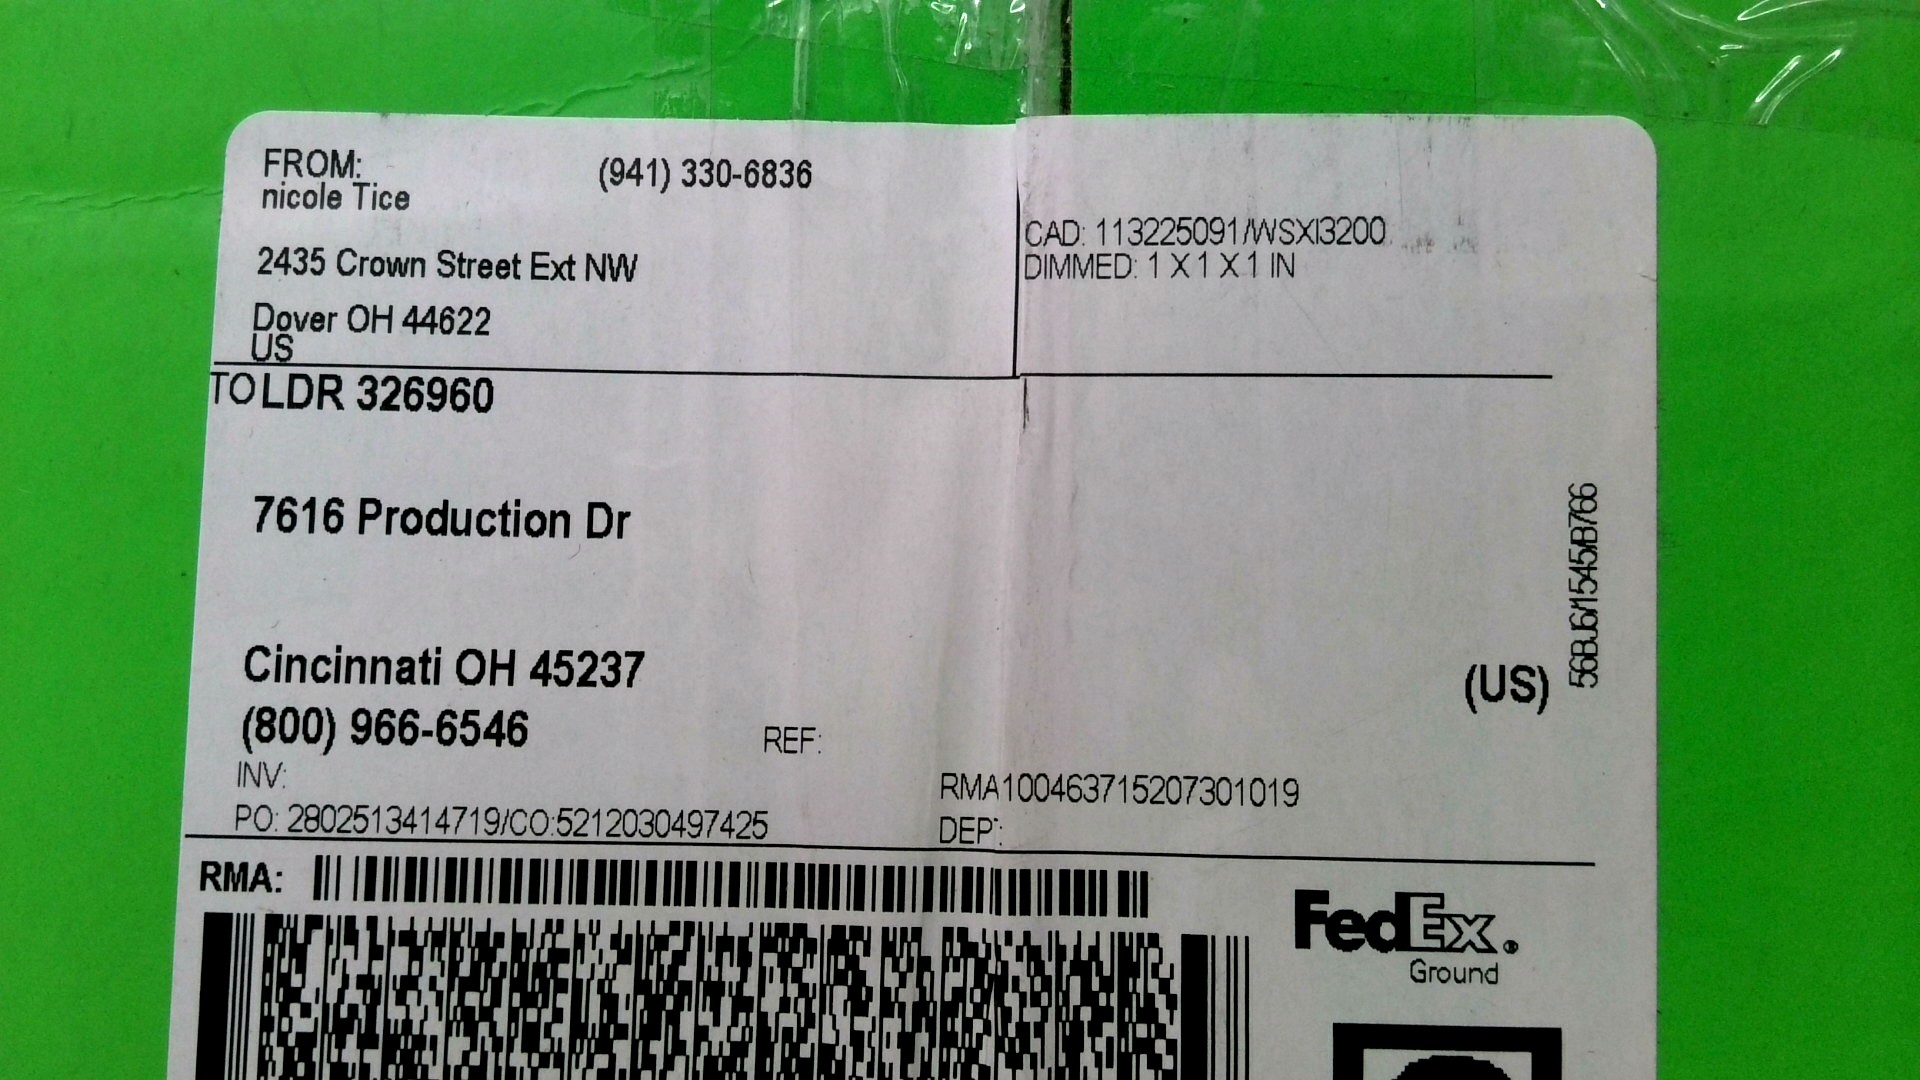 FROM:
nicole Tice
(941) 330-6836
2435 Crown Street Ext NW
Dover OH 44622
US
CAD: 113225091/WSXI3200
DIMMED: 1 X 1 X 1 IN
TO LDR 326960
7616 Production Dr
Cincinnati OH 45237
(US)
(800) 966-6546
REF:
INV:
RMA100463715207301019
PO: 2802513414719/CO:5212030497425
DEPT:
56BJ6/1545/B766
RMA:
FedEx®
Ground